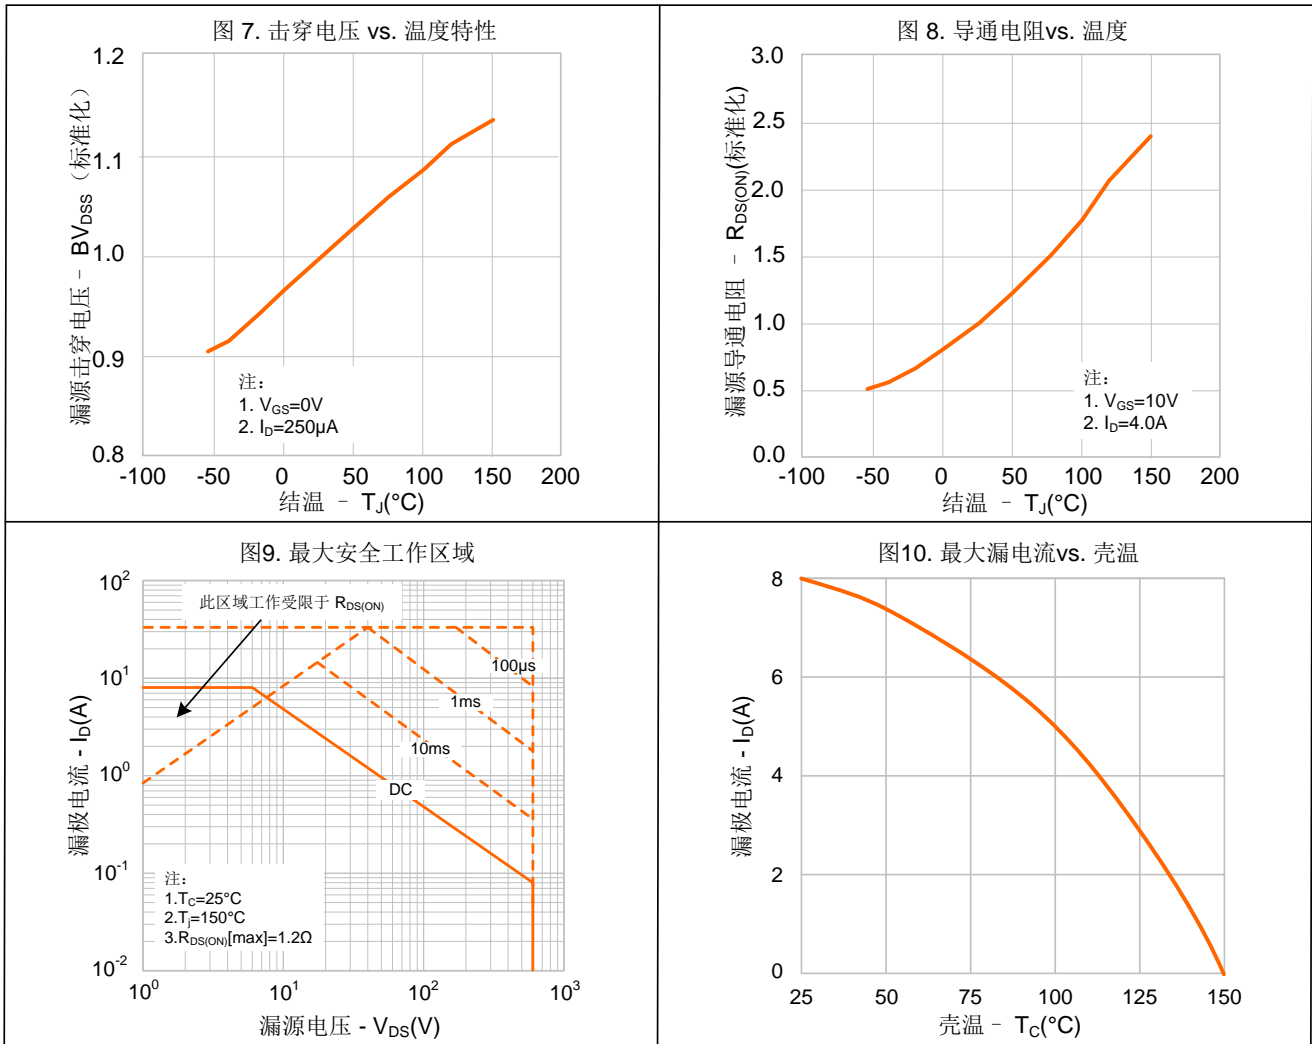 图 7. 击穿电压 vs. 温度特性
漏源击穿电压 – BVDSS（标准化）
1.2
1.1
1.0
0.9
0.8
注：
1. VGS=0V
2. ID=250µA
-100 -50 0 50 100 150 200
结温 – TJ(°C)
图 8. 导通电阻vs. 温度
漏源导通电阻 – RDS(ON)(标准化)
3.0
2.5
2.0
1.5
1.0
0.5
0.0
注：
1. VGS=10V
2. ID=4.0A
-100 -50 0 50 100 150 200
结温 – TJ(°C)
图9. 最大安全工作区域
漏极电流 - ID(A)
10²
10¹
10⁰
10⁻¹
10⁻²
此区域工作受限于 RDS(ON)
100µs
1ms
10ms
DC
注：
1.TC=25°C
2.Tj=150°C
3.RDS(ON)[max]=1.2Ω
10⁰ 10¹ 10² 10³
漏源电压 - VDS(V)
图10. 最大漏电流vs. 壳温
漏极电流 - ID(A)
8
6
4
2
0
25 50 75 100 125 150
壳温 – TC(°C)